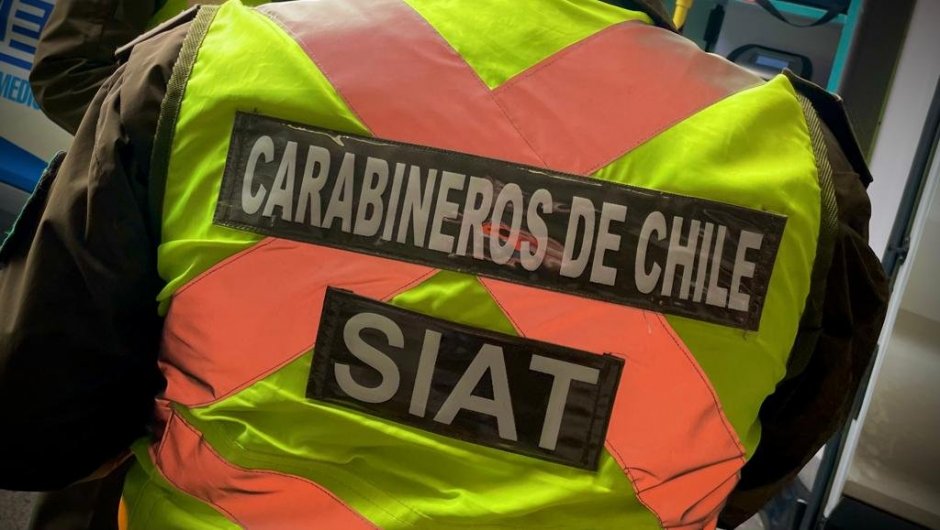 CARABINEROS DE CHILE
SIAT